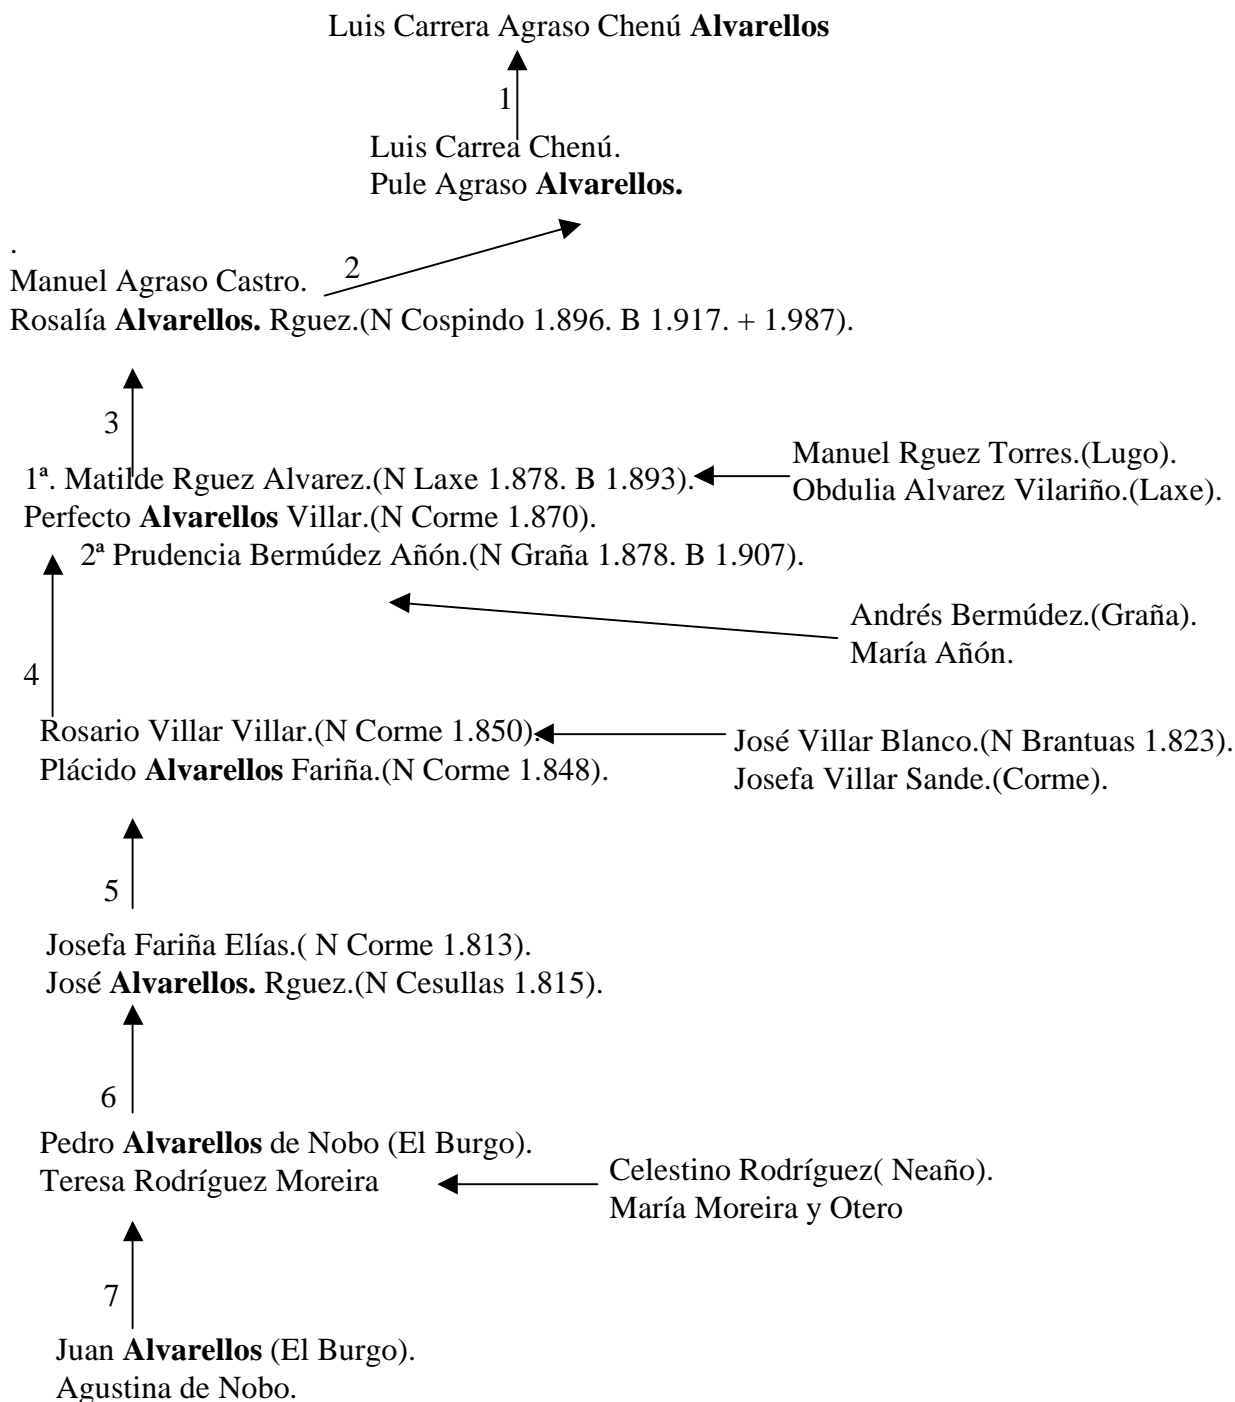 Luis Carrera Agraso Chenú Alvarellos
1
Luis Carrea Chenú.
Pule Agraso Alvarellos.
.
2
Manuel Agraso Castro.
Rosalía Alvarellos. Rguez.(N Cospindo 1.896. B 1.917. + 1.987).
3
Manuel Rguez Torres.(Lugo).
1ª. Matilde Rguez Alvarez.(N Laxe 1.878. B 1.893).
Obdulia Alvarez Vilariño.(Laxe).
Perfecto Alvarellos Villar.(N Corme 1.870).
2ª Prudencia Bermúdez Añón.(N Graña 1.878. B 1.907).
Andrés Bermúdez.(Graña).
María Añón.
4
Rosario Villar Villar.(N Corme 1.850).
José Villar Blanco.(N Brantuas 1.823).
Plácido Alvarellos Fariña.(N Corme 1.848).
Josefa Villar Sande.(Corme).
5
Josefa Fariña Elías.( N Corme 1.813).
José Alvarellos. Rguez.(N Cesullas 1.815).
6
Pedro Alvarellos de Nobo (El Burgo).
Teresa Rodríguez Moreira
Celestino Rodríguez( Neaño).
María Moreira y Otero
7
Juan Alvarellos (El Burgo).
Agustina de Nobo.